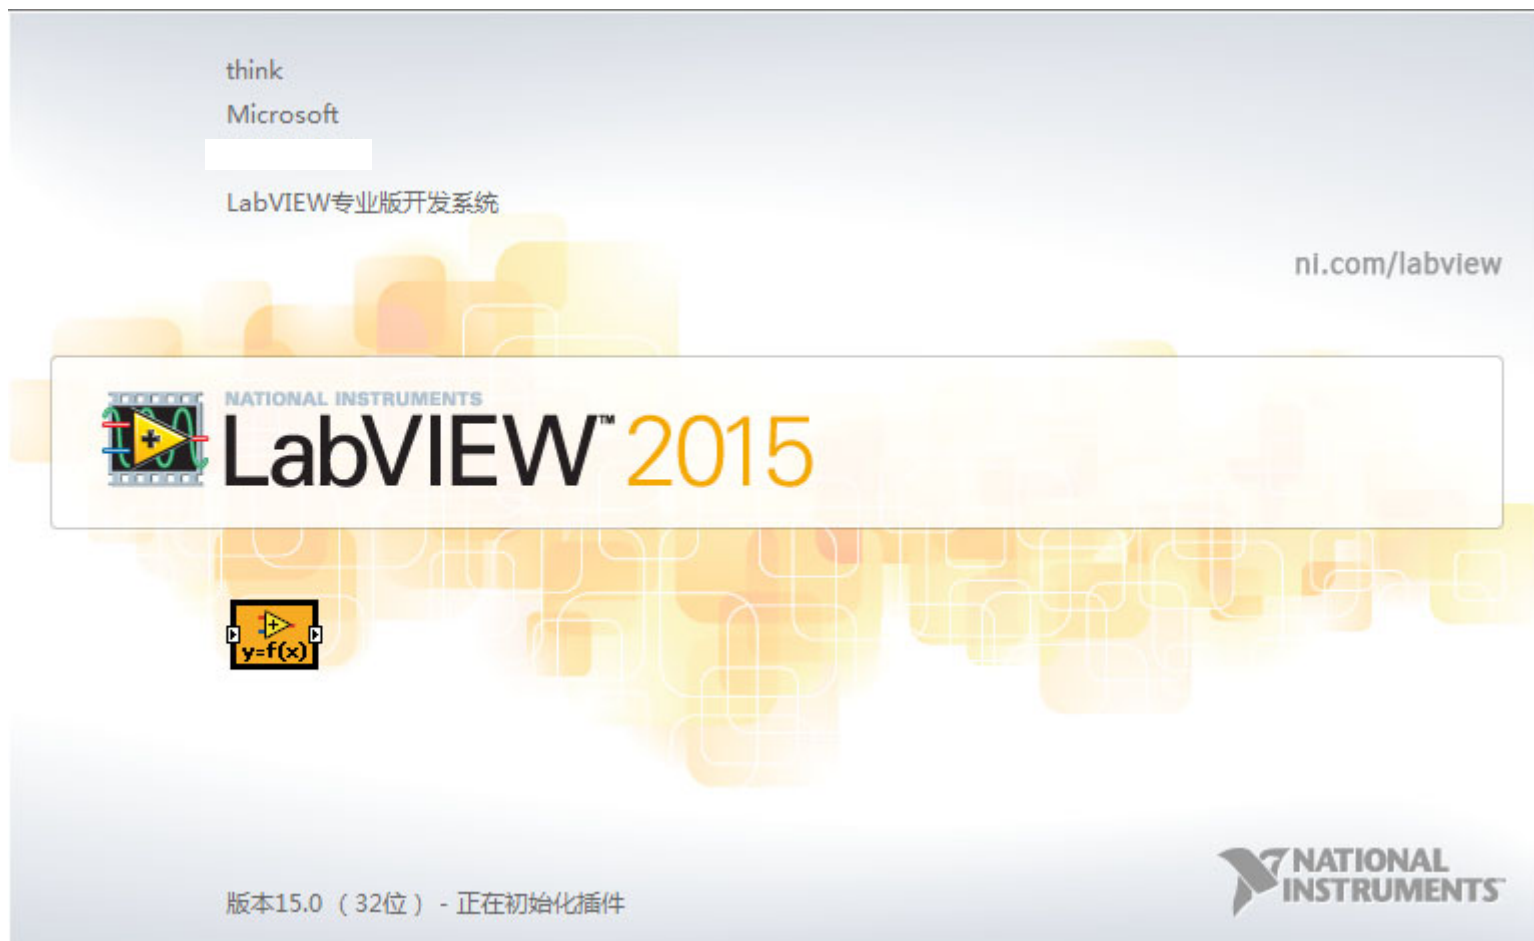 think
Microsoft
LabVIEW专业版开发系统
ni.com/labview
NATIONAL INSTRUMENTS
LabVIEW™ 2015
y=f(x)
NATIONAL
INSTRUMENTS™
版本15.0 （32位） - 正在初始化插件